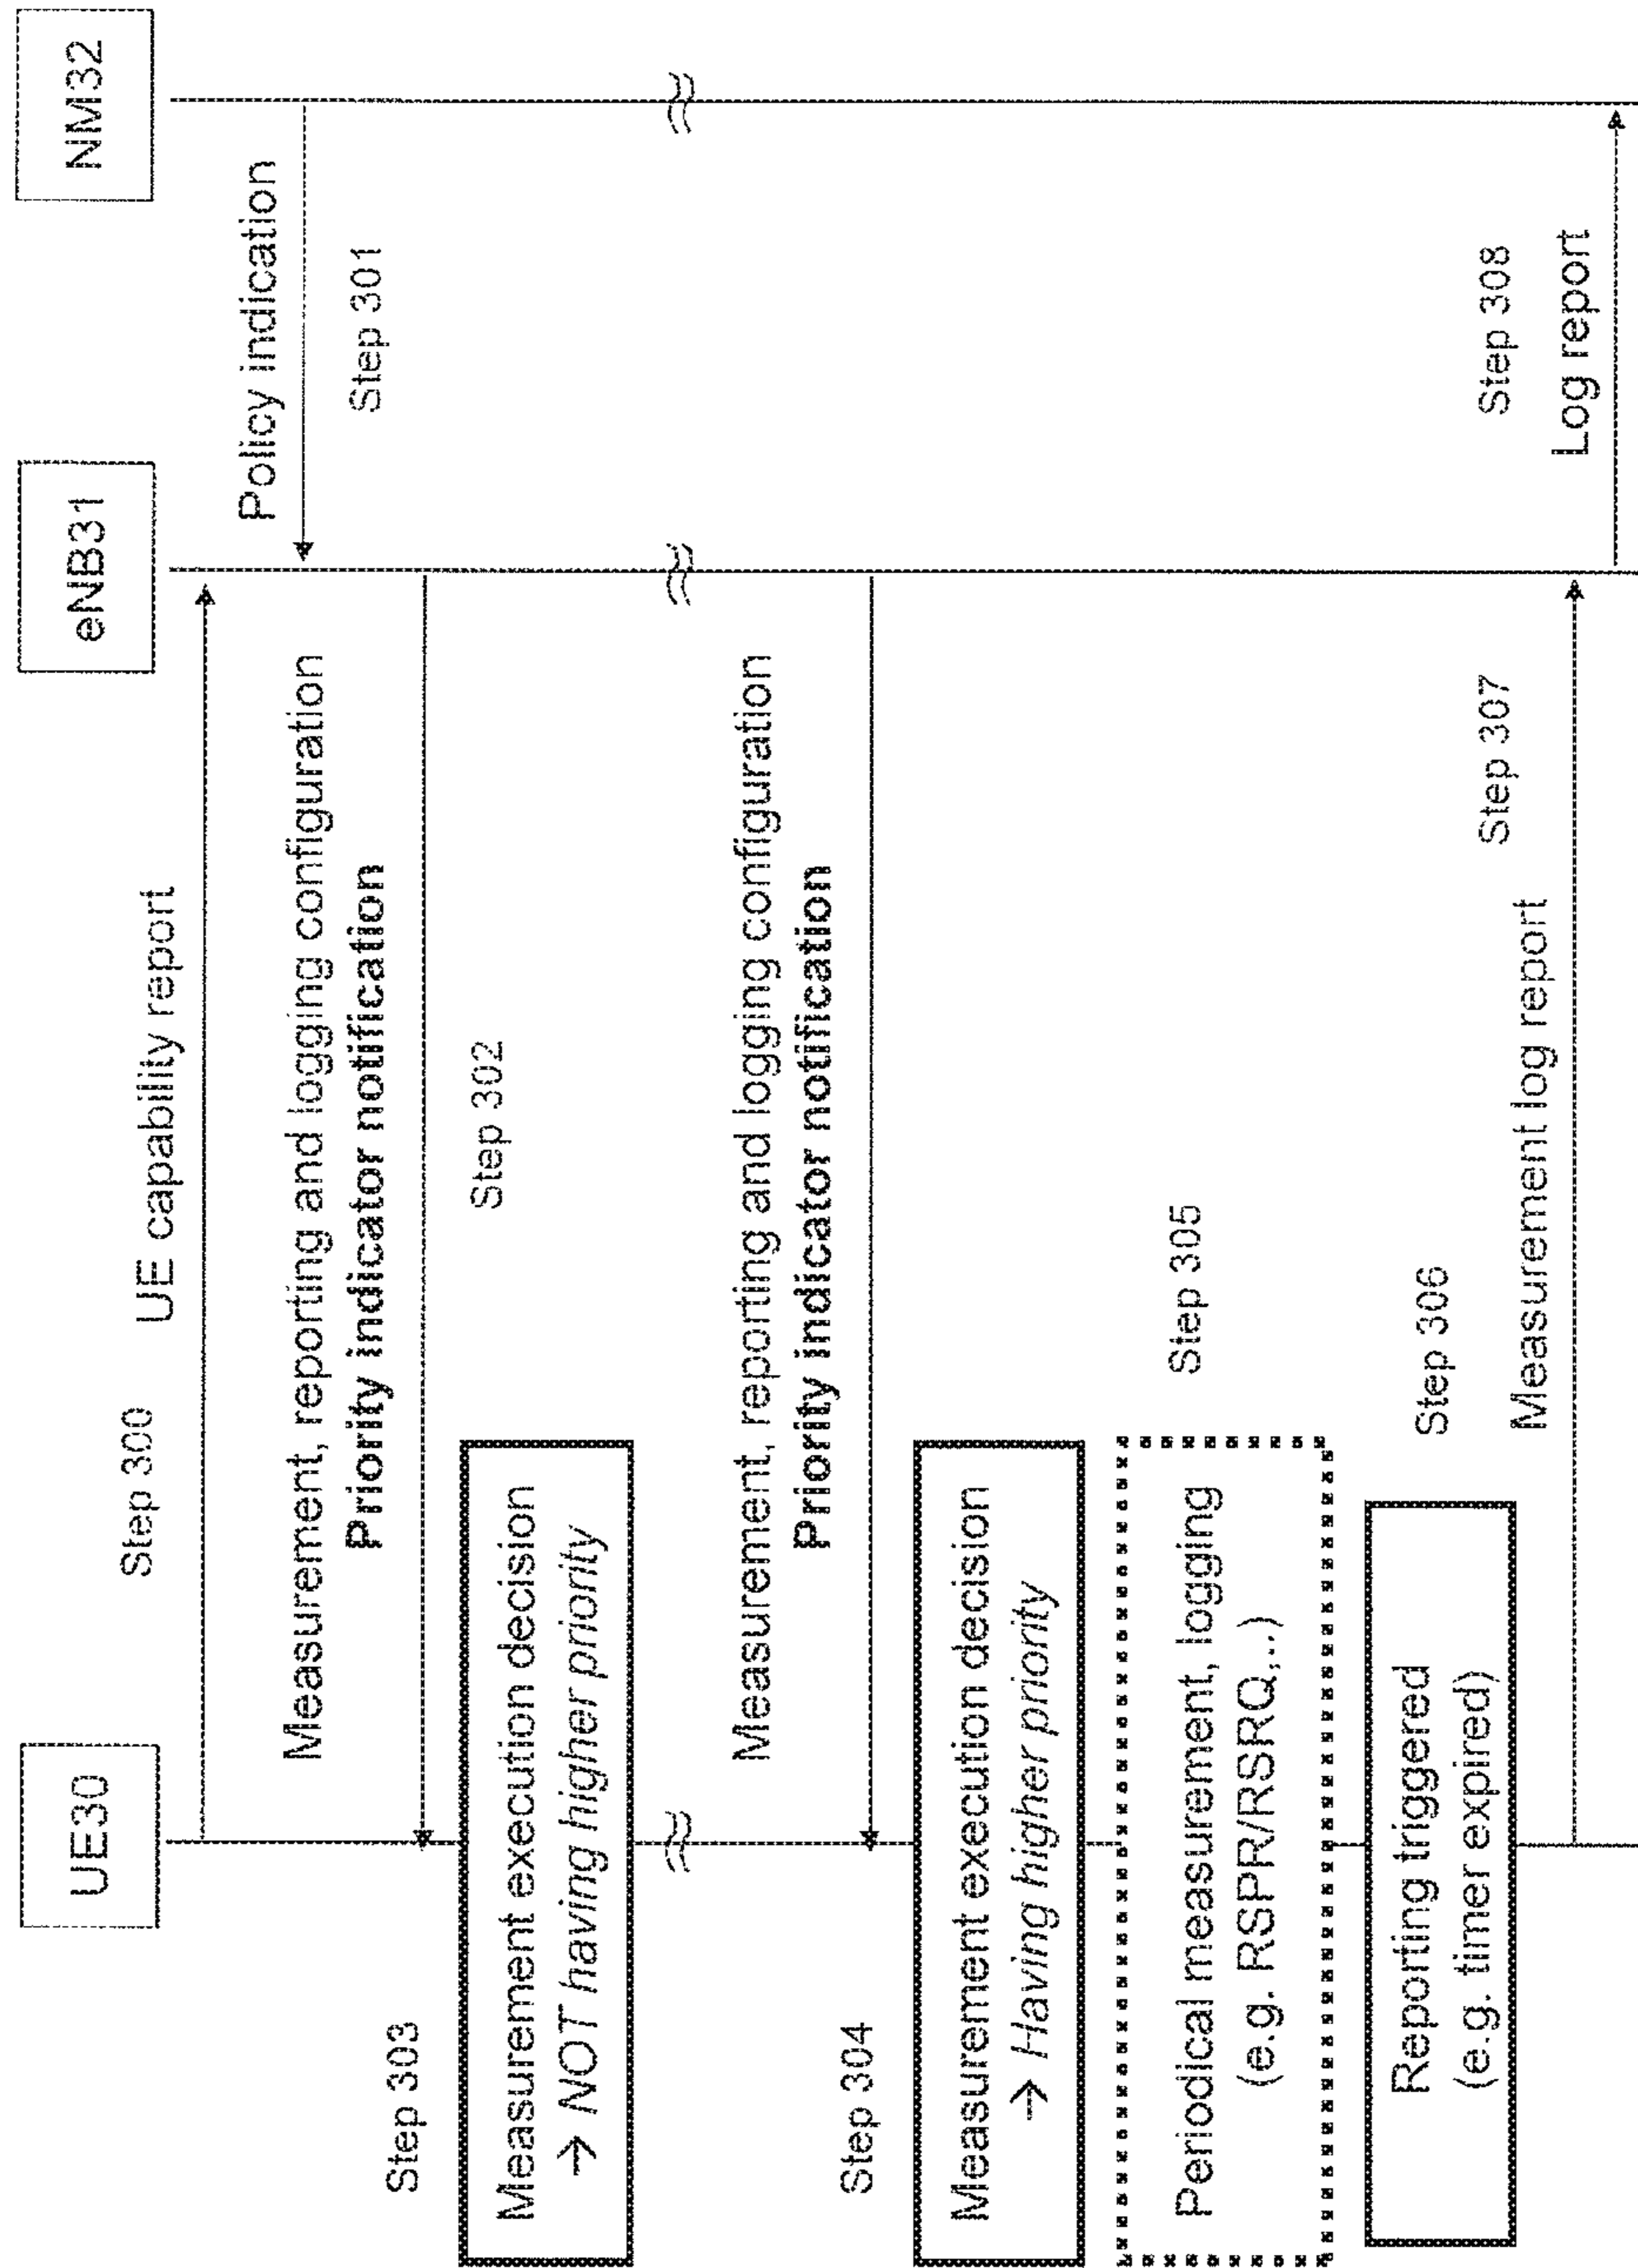 UE30
eNB31
NM32
Step 300
UE capability report
Policy indication
Step 301
Measurement, reporting and logging configuration
Priority indicator notification
Step 302
Step 303
Measurement execution decision
→ NOT having higher priority
Measurement, reporting and logging configuration
Priority indicator notification
Step 304
Measurement execution decision
→ Having higher priority
Step 305
Periodical measurement, logging
(e.g. RSPR/RSRQ,..)
Step 306
Reporting triggered
(e.g. timer expired)
Step 307
Measurement log report
Step 308
Log report